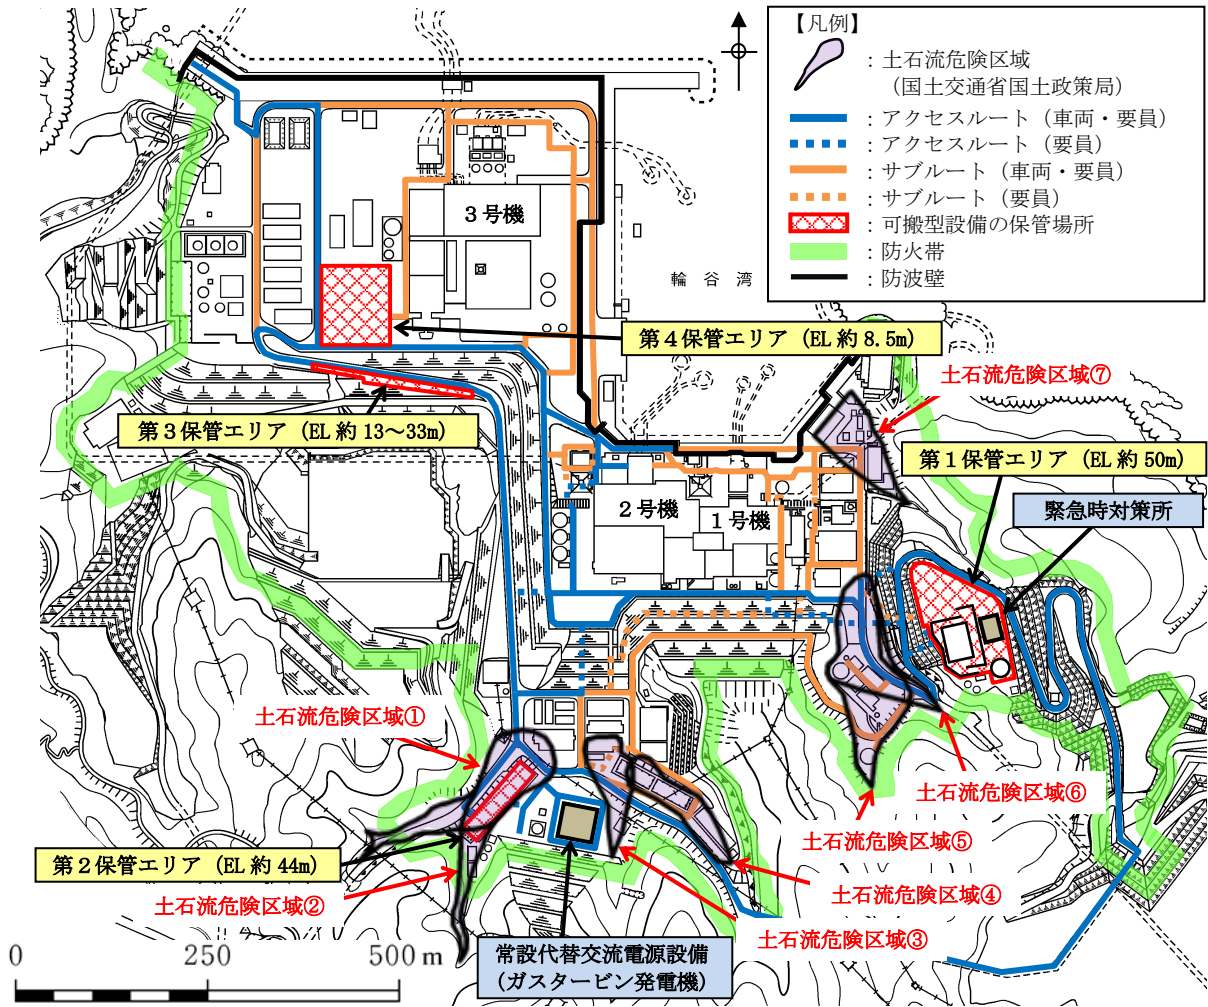 【凡例】
：土石流危険区域
（国土交通省国土政策局）
：アクセスルート（車両・要員）
：アクセスルート（要員）
：サブルート（車両・要員）
：サブルート（要員）
：可搬型設備の保管場所
：防火帯
：防波壁
３号機
輪谷湾
第４保管エリア（EL 約 8.5m）
土石流危険区域⑦
第３保管エリア（EL 約 13～33m）
第１保管エリア（EL 約 50m）
緊急時対策所
２号機
１号機
土石流危険区域①
土石流危険区域⑥
土石流危険区域⑤
第２保管エリア（EL 約 44m）
土石流危険区域④
土石流危険区域②
土石流危険区域③
常設代替交流電源設備
（ガスタービン発電機）
0 250 500 m